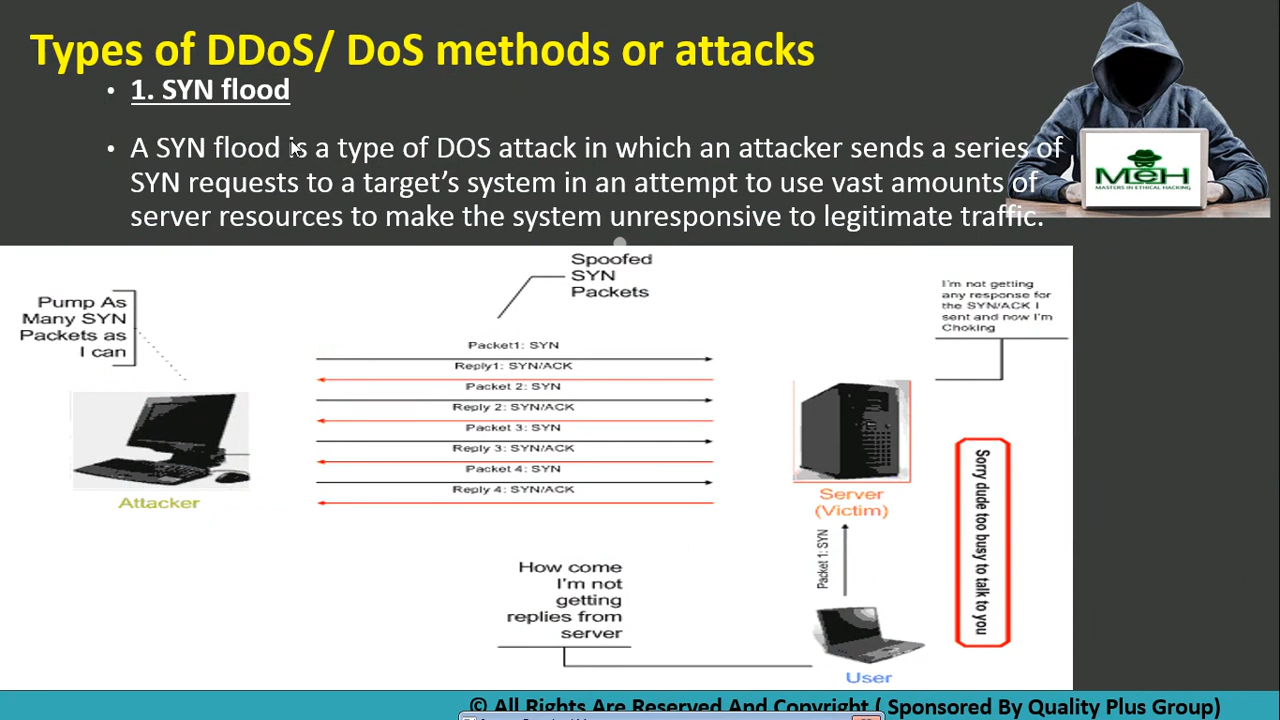 Types of DDoS/ DoS methods or attacks
• 1. SYN flood
• A SYN flood is a type of DOS attack in which an attacker sends a series of
SYN requests to a target’s system in an attempt to use vast amounts of
server resources to make the system unresponsive to legitimate traffic.
MeH
MASTERS IN ETHICAL HACKING
Spoofed
SYN
Packets
Pump As
Many SYN
Packets as
I can
I'm not getting
any response for
the SYN/ACK I
sent and now I'm
Choking
Packet1: SYN
Reply1: SYN/ACK
Packet 2: SYN
Reply 2: SYN/ACK
Packet 3: SYN
Reply 3: SYN/ACK
Packet 4: SYN
Reply 4: SYN/ACK
Attacker
Server
(Victim)
Sorry dude too busy to talk to you
Packet 1: SYN
How come
I'm not
getting
replies from
server
User
© All Rights Are Reserved And Copyright ( Sponsored By Quality Plus Group)